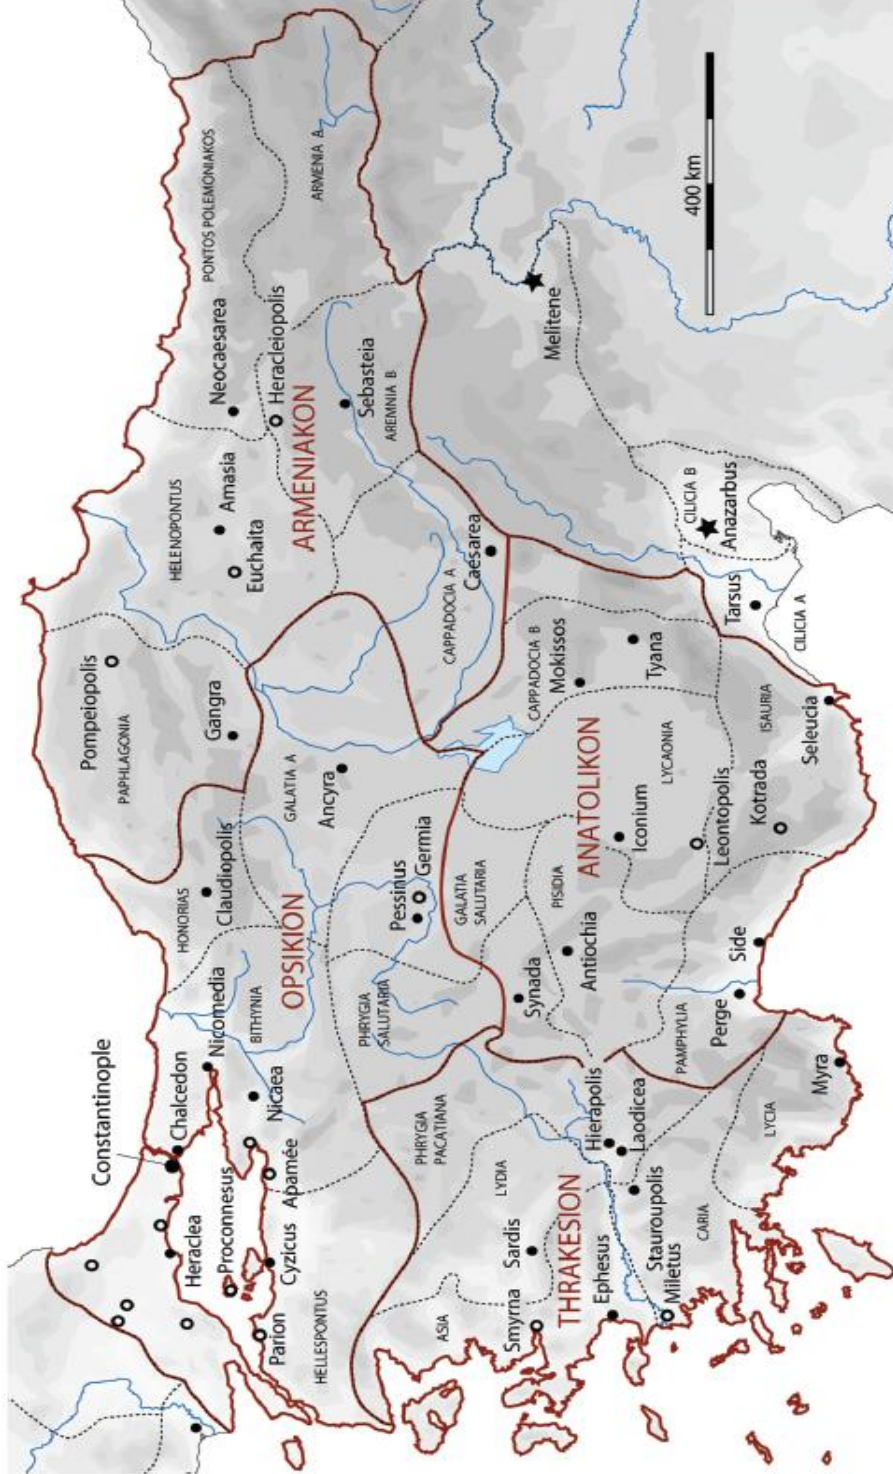 Constantinople
Chalcedon
Nicomedia
Nicaea
Heraclea
Proconnesus
Apamée
Cyzicus
Parion
HELLESPONTUS
BITHYNIA
OPSIKION
HONORIAS
Claudiopolis
PAPHLAGONIA
Pompeiopolis
Gangra
GALATIA A
Ancyra
Pessinus
Germia
PHRYGIA
SALUTARIA
GALATIA
SALUTARIA
HELENOPONTUS
Amasia
Euchaita
ARMENIAKON
Neocaesarea
Heracleiopolis
PONTOS POLEMONIAKOS
ARMENIA A
Sebasteia
AREMNIA B
CAPPADOCIA A
Caesarea
Melitene
400 km
PHRYGIA
PACATIANA
LYDIA
Sardis
ASIA
Smyrna
THRAKESION
Ephesus
Hierapolis
Laodicea
Stauroupolis
Miletus
CARIA
LYCIA
Myra
Synada
PISIDIA
Antiochia
ANATOLIKON
Iconium
LYCAONIA
Leontopolis
CAPPADOCIA B
Mokissos
Tyana
PAMPHYLIA
Perge
Side
Kotrada
ISAURIA
Seleucia
CILICIA B
Anazarbus
Tarsus
CILICIA A